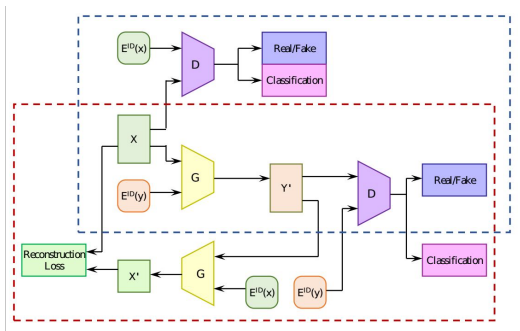 E^ID(x)
D
Real/Fake
Classification
X
E^ID(y)
G
Y'
D
Real/Fake
Classification
Reconstruction
Loss
X'
G
E^ID(x)
E^ID(y)